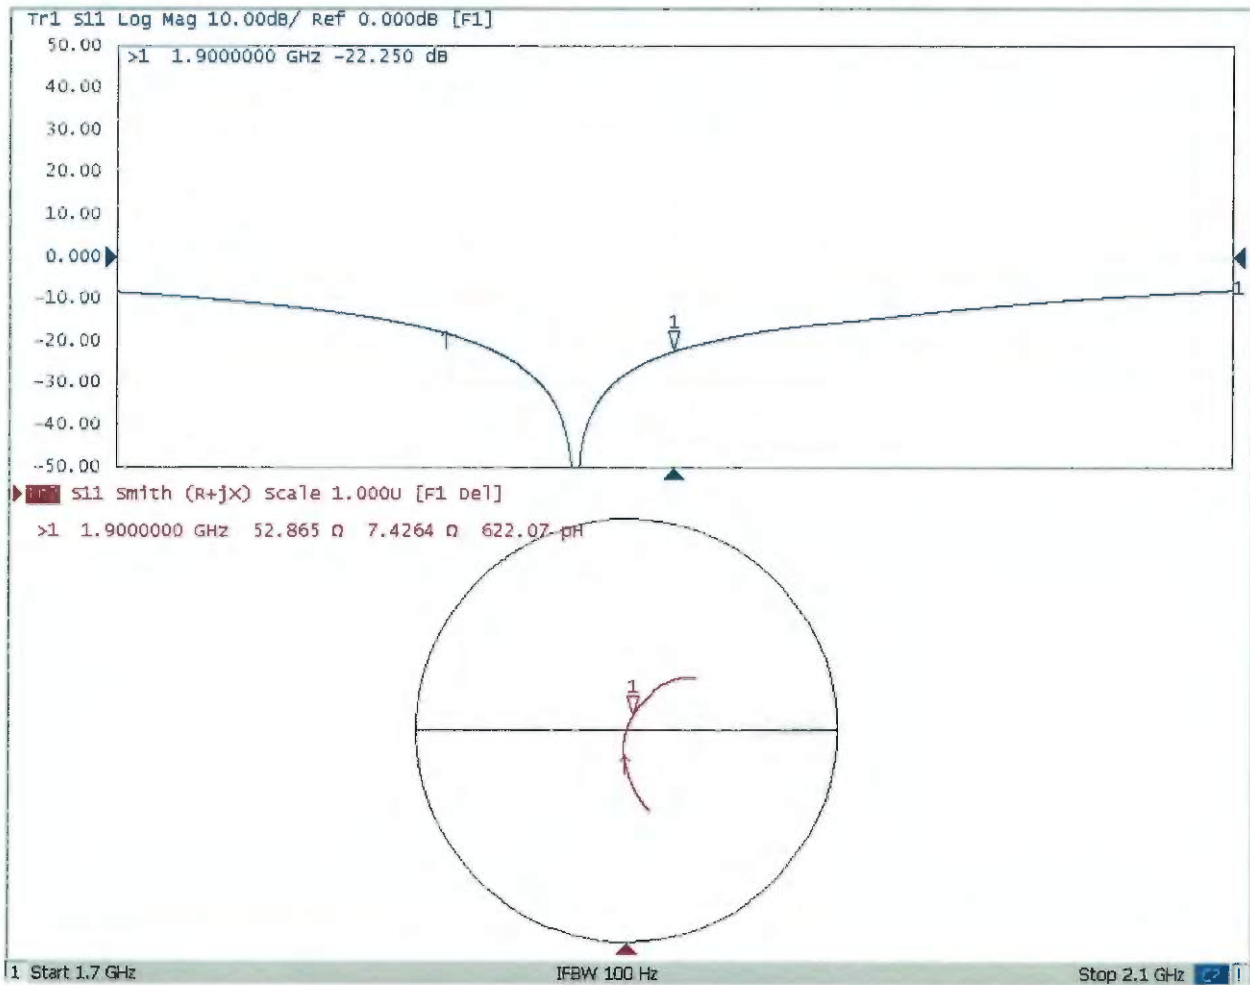 Tr1 S11 Log Mag 10.00dB/ Ref 0.000dB [F1]
50.00
>1 1.9000000 GHz -22.250 dB
40.00
30.00
20.00
10.00
0.000
-10.00
1
1
-20.00
-30.00
-40.00
-50.00
S11 Smith (R+jX) Scale 1.000U [F1 Del]
>1 1.9000000 GHz 52.865 Ω 7.4264 Ω 622.07 pH
1
1 Start 1.7 GHz IFBW 100 Hz Stop 2.1 GHz C? !